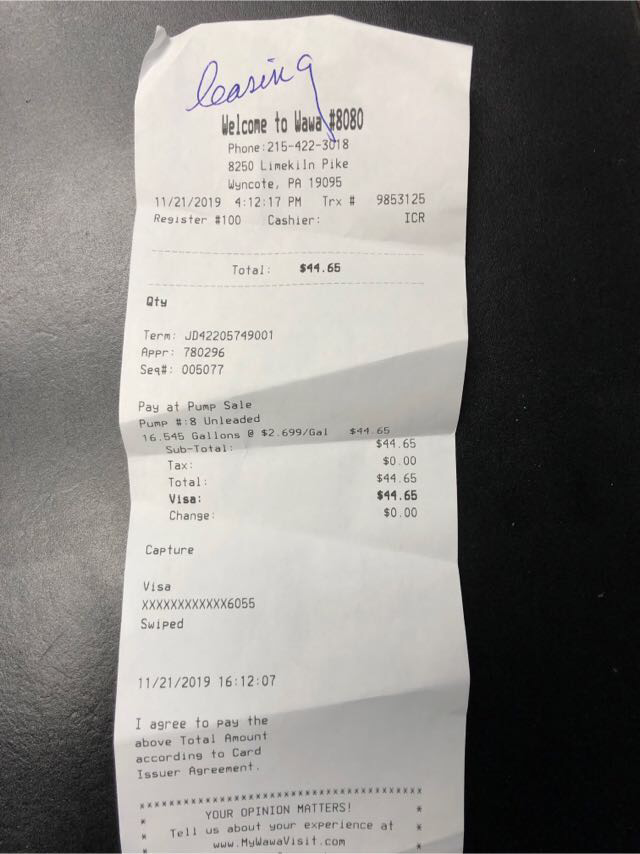 leasing
Welcome to Wawa #8080
Phone:215-422-3018
8250 Limekiln Pike
Wyncote, PA 19095
11/21/2019 4:12:17 PM Trx # 9853125
Register #100 Cashier: ICR
Total: $44.65
Qty
Term: JD42205749001
Appr: 780296
Seq#: 005077
Pay at Pump Sale
Pump #:8 Unleaded
16.545 Gallons @ $2.699/Gal $44.65
Sub-Total: $44.65
Tax: $0.00
Total: $44.65
Visa: $44.65
Change: $0.00
Capture
Visa
XXXXXXXXXXXX6055
Swiped
11/21/2019 16:12:07
I agree to pay the
above Total Amount
according to Card
Issuer Agreement.
****************************************
* YOUR OPINION MATTERS! *
* Tell us about your experience at *
* www.MyWawaVisit.com *